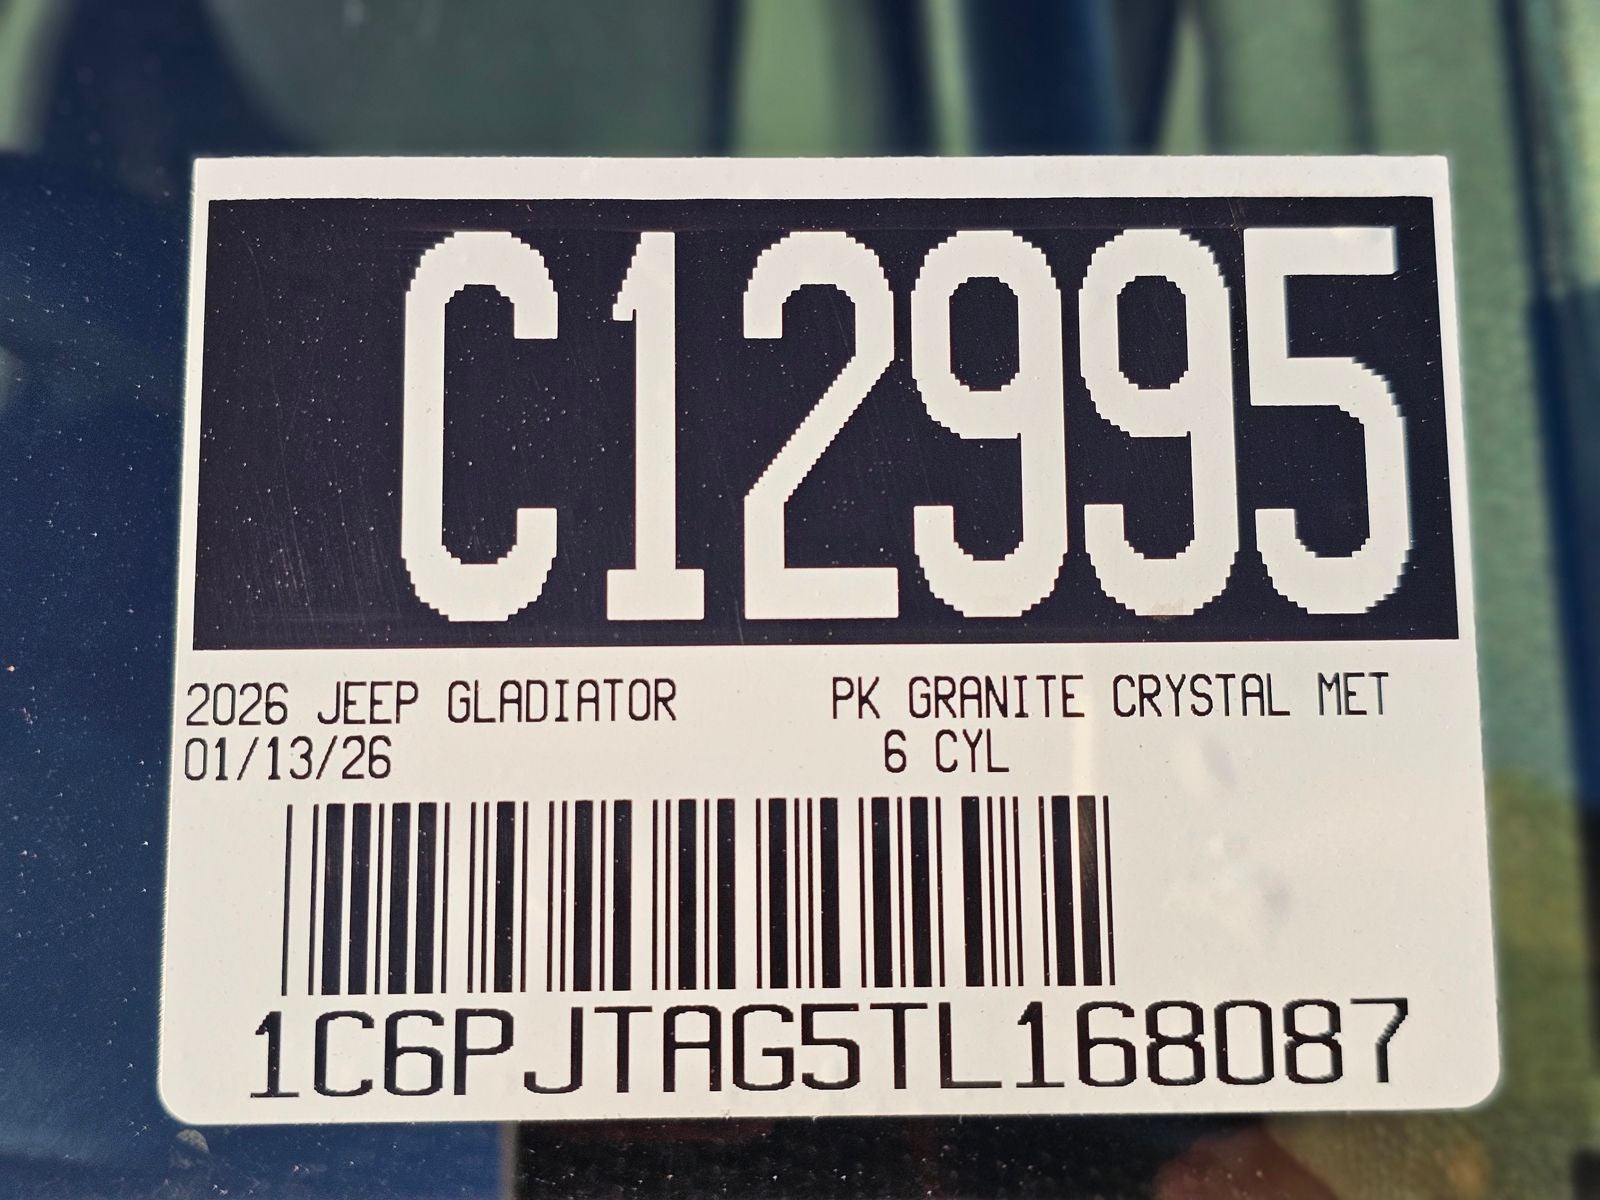 C12995
2026 JEEP GLADIATOR PK GRANITE CRYSTAL MET
01/13/26 6 CYL
1C6PJTAG5TL168087